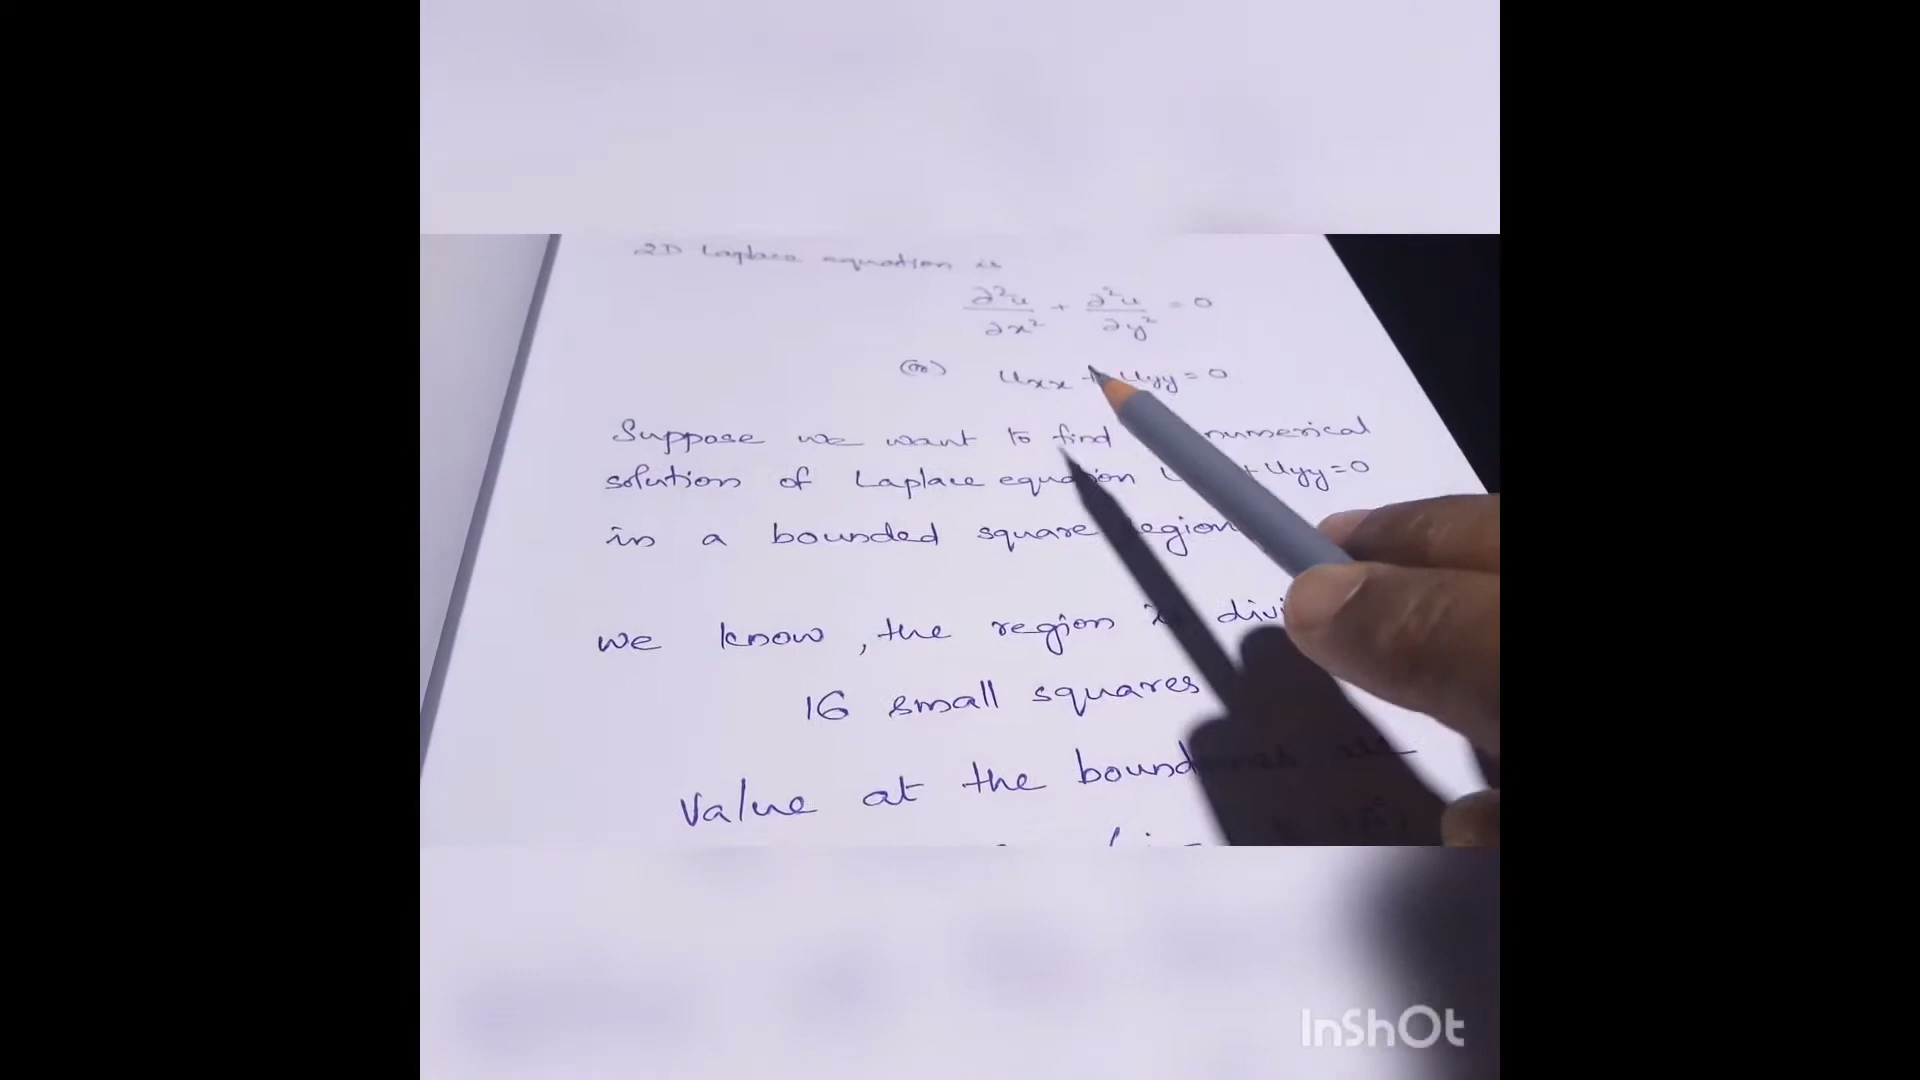 2D Laplace equation is
∂²u/∂x² + ∂²u/∂y² = 0
(or) uxx + uyy = 0
Suppose we want to find numerical
solution of Laplace equation + uyy = 0
in a bounded square region
we know, the region is
16 small squares
value at the
InShOt